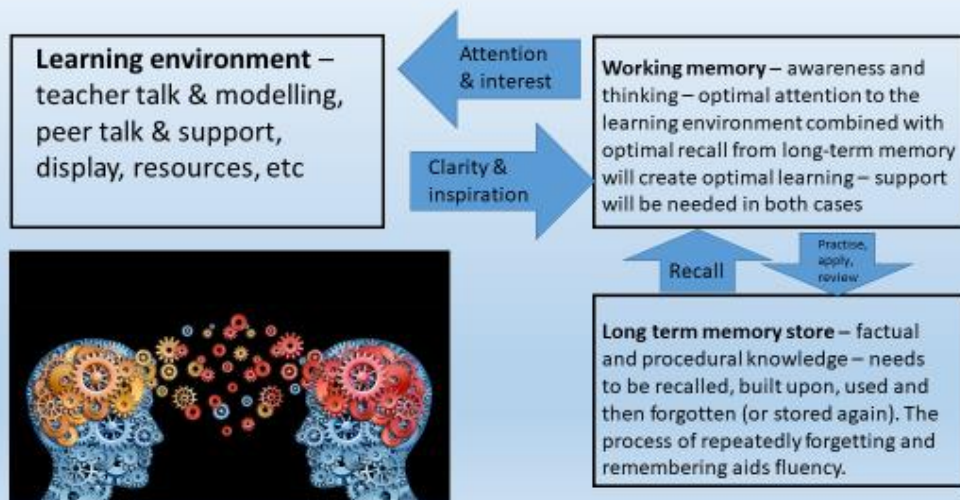 Learning environment –
teacher talk & modelling,
peer talk & support,
display, resources, etc
Attention
& interest
Clarity &
inspiration
Working memory – awareness and
thinking – optimal attention to the
learning environment combined with
optimal recall from long-term memory
will create optimal learning – support
will be needed in both cases
Recall
Practise,
apply,
review
Long term memory store – factual
and procedural knowledge – needs
to be recalled, built upon, used and
then forgotten (or stored again). The
process of repeatedly forgetting and
remembering aids fluency.